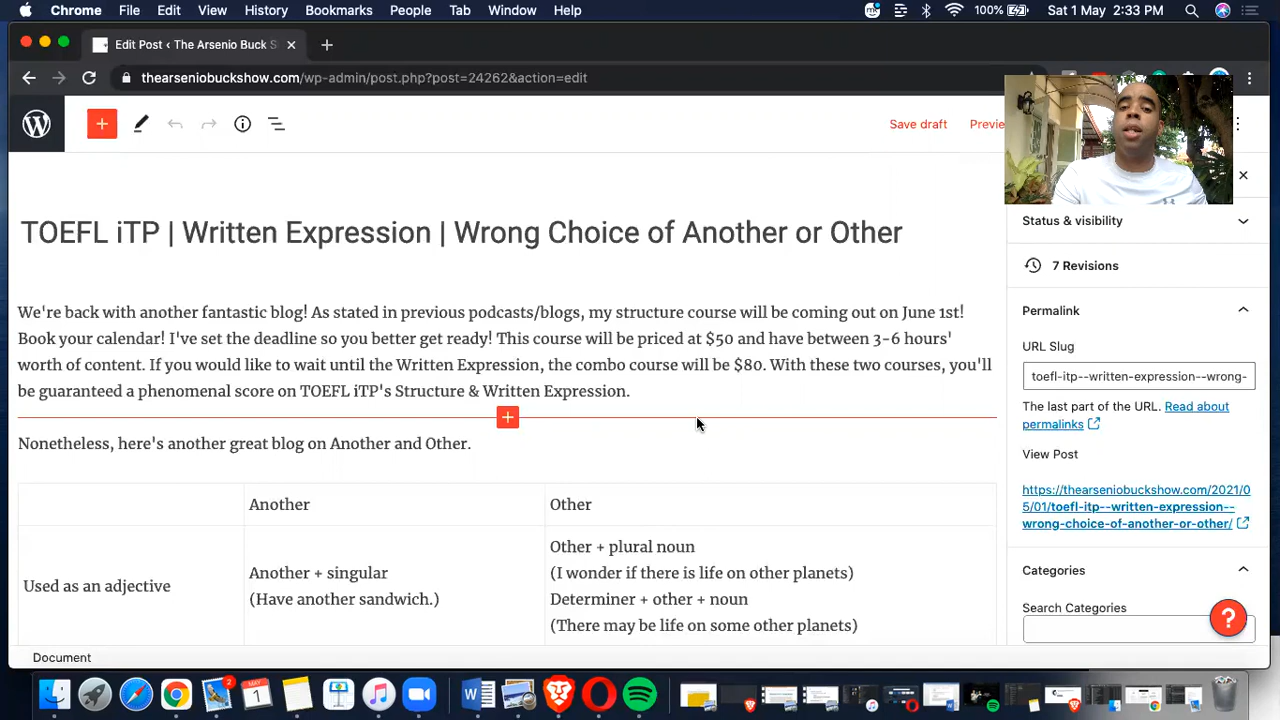 Chrome File Edit View History Bookmarks People Tab Window Help 100% Sat 1 May 2:33 PM
Edit Post ‹ The Arsenio Buck S
thearseniobuckshow.com/wp-admin/post.php?post=24262&action=edit
Save draft Previe
TOEFL iTP | Written Expression | Wrong Choice of Another or Other
We're back with another fantastic blog! As stated in previous podcasts/blogs, my structure course will be coming out on June 1st!
Book your calendar! I've set the deadline so you better get ready! This course will be priced at $50 and have between 3-6 hours'
worth of content. If you would like to wait until the Written Expression, the combo course will be $80. With these two courses, you'll
be guaranteed a phenomenal score on TOEFL iTP's Structure & Written Expression.
Nonetheless, here's another great blog on Another and Other.
Another Other
Used as an adjective
Another + singular
(Have another sandwich.)
Other + plural noun
(I wonder if there is life on other planets)
Determiner + other + noun
(There may be life on some other planets)
Document
Status & visibility
7 Revisions
Permalink
URL Slug
toefl-itp--written-expression--wrong-
The last part of the URL. Read about
permalinks
View Post
https://thearseniobuckshow.com/2021/0
5/01/toefl-itp--written-expression--
wrong-choice-of-another-or-other/
Categories
Search Categories
?
2
MAY
1